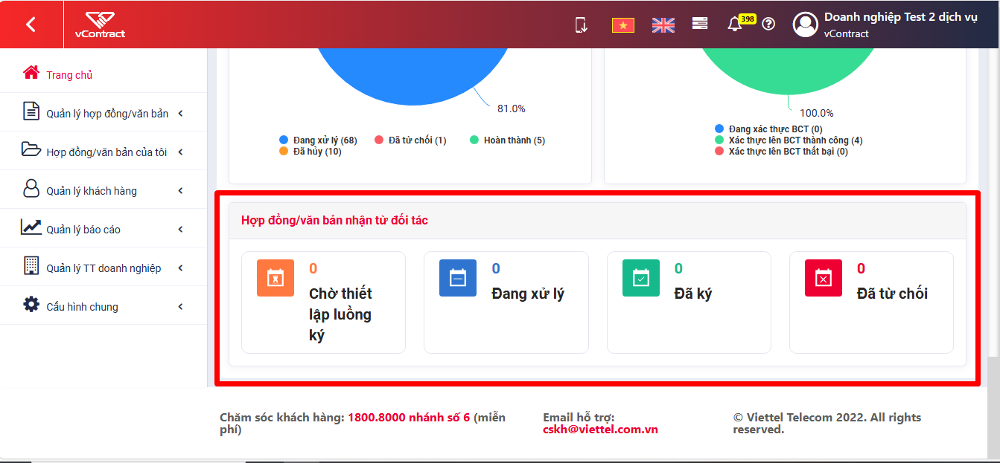 vContract
398
Doanh nghiệp Test 2 dịch vụ
vContract
Trang chủ
Quản lý hợp đồng/văn bản
Hợp đồng/văn bản của tôi
Quản lý khách hàng
Quản lý báo cáo
Quản lý TT doanh nghiệp
Cấu hình chung
81.0%
Đang xử lý (68)
Đã từ chối (1)
Hoàn thành (5)
Đã hủy (10)
100.0%
Đang xác thực BCT (0)
Xác thực lên BCT thành công (4)
Xác thực lên BCT thất bại (0)
Hợp đồng/văn bản nhận từ đối tác
0
Chờ thiết
lập luồng
ký
0
Đang xử lý
0
Đã ký
0
Đã từ chối
Chăm sóc khách hàng: 1800.8000 nhánh số 6 (miễn
phí)
Email hỗ trợ:
cskh@viettel.com.vn
© Viettel Telecom 2022. All rights
reserved.